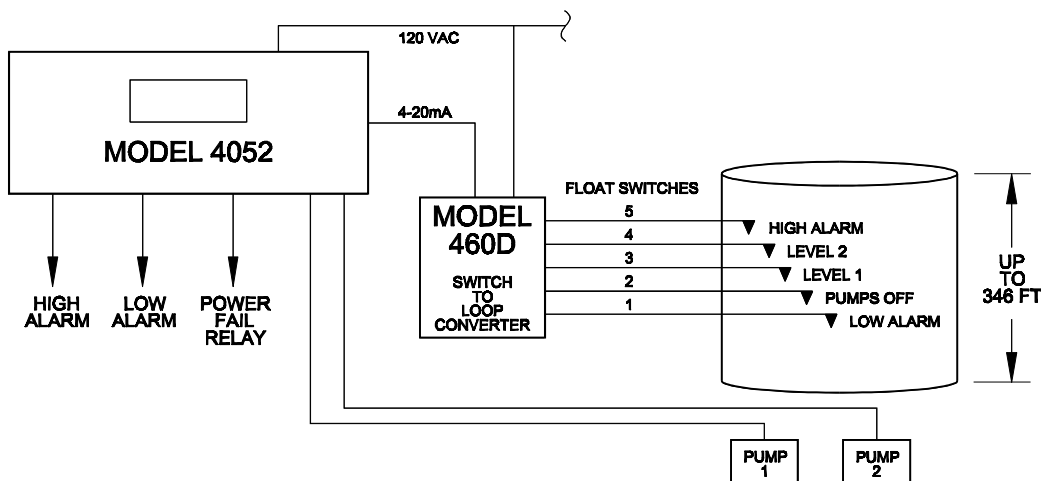 120 VAC
4-20mA
MODEL 4052
HIGH
ALARM
LOW
ALARM
POWER
FAIL
RELAY
MODEL
460D
SWITCH
TO
LOOP
CONVERTER
FLOAT SWITCHES
5
4
3
2
1
HIGH ALARM
LEVEL 2
LEVEL 1
PUMPS OFF
LOW ALARM
UP
TO
346 FT
PUMP
1
PUMP
2